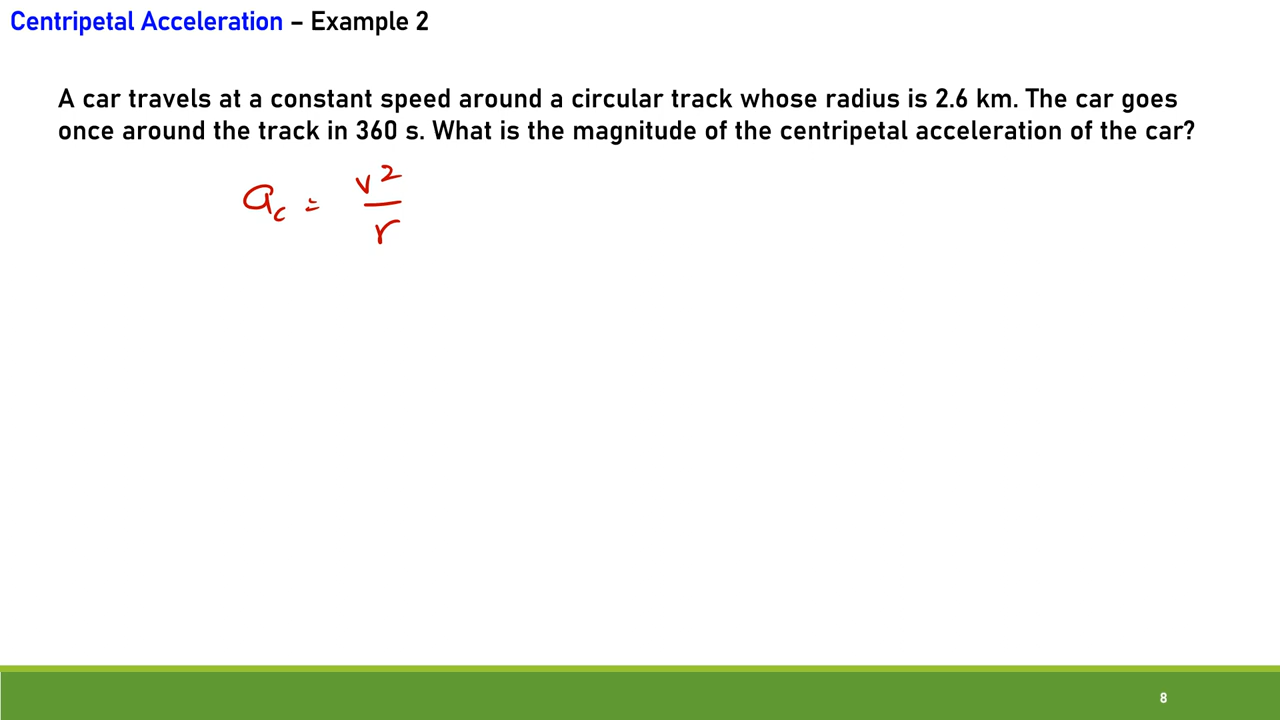 Centripetal Acceleration – Example 2
A car travels at a constant speed around a circular track whose radius is 2.6 km. The car goes
once around the track in 360 s. What is the magnitude of the centripetal acceleration of the car?
a_c = v²/r
8